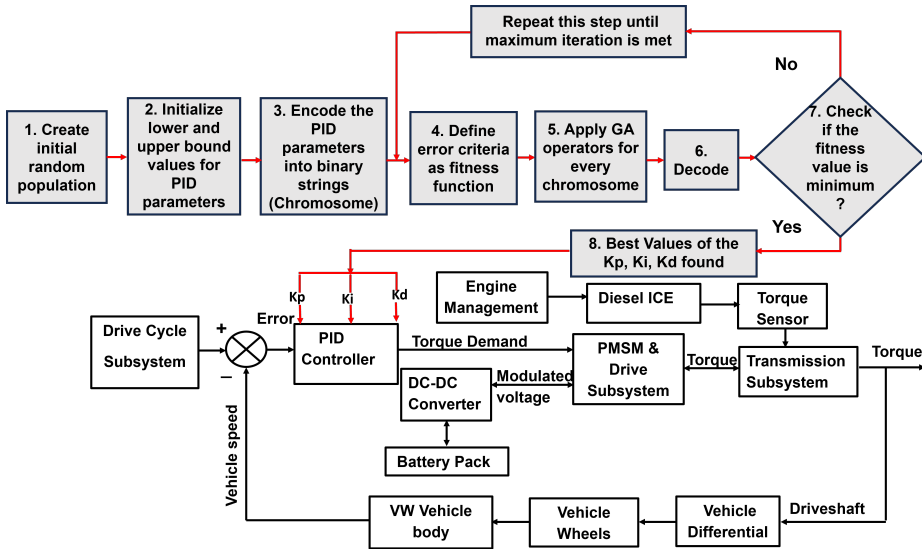 Repeat this step until
maximum iteration is met
No
1. Create
initial
random
population
2. Initialize
lower and
upper bound
values for
PID
parameters
3. Encode the
PID
parameters
into binary
strings
(Chromosome)
4. Define
error criteria
as fitness
function
5. Apply GA
operators for
every
chromosome
6.
Decode
7. Check
if the
fitness
value is
minimum
?
Yes
8. Best Values of the
Kp, Ki, Kd found
Kp
Ki
Kd
Engine
Management
Diesel ICE
Torque
Sensor
Drive Cycle
Subsystem
+
−
Error
PID
Controller
Torque Demand
PMSM &
Drive
Subsystem
Torque
Transmission
Subsystem
Torque
DC-DC
Converter
Modulated
voltage
Battery Pack
Vehicle speed
VW Vehicle
body
Vehicle
Wheels
Vehicle
Differential
Driveshaft